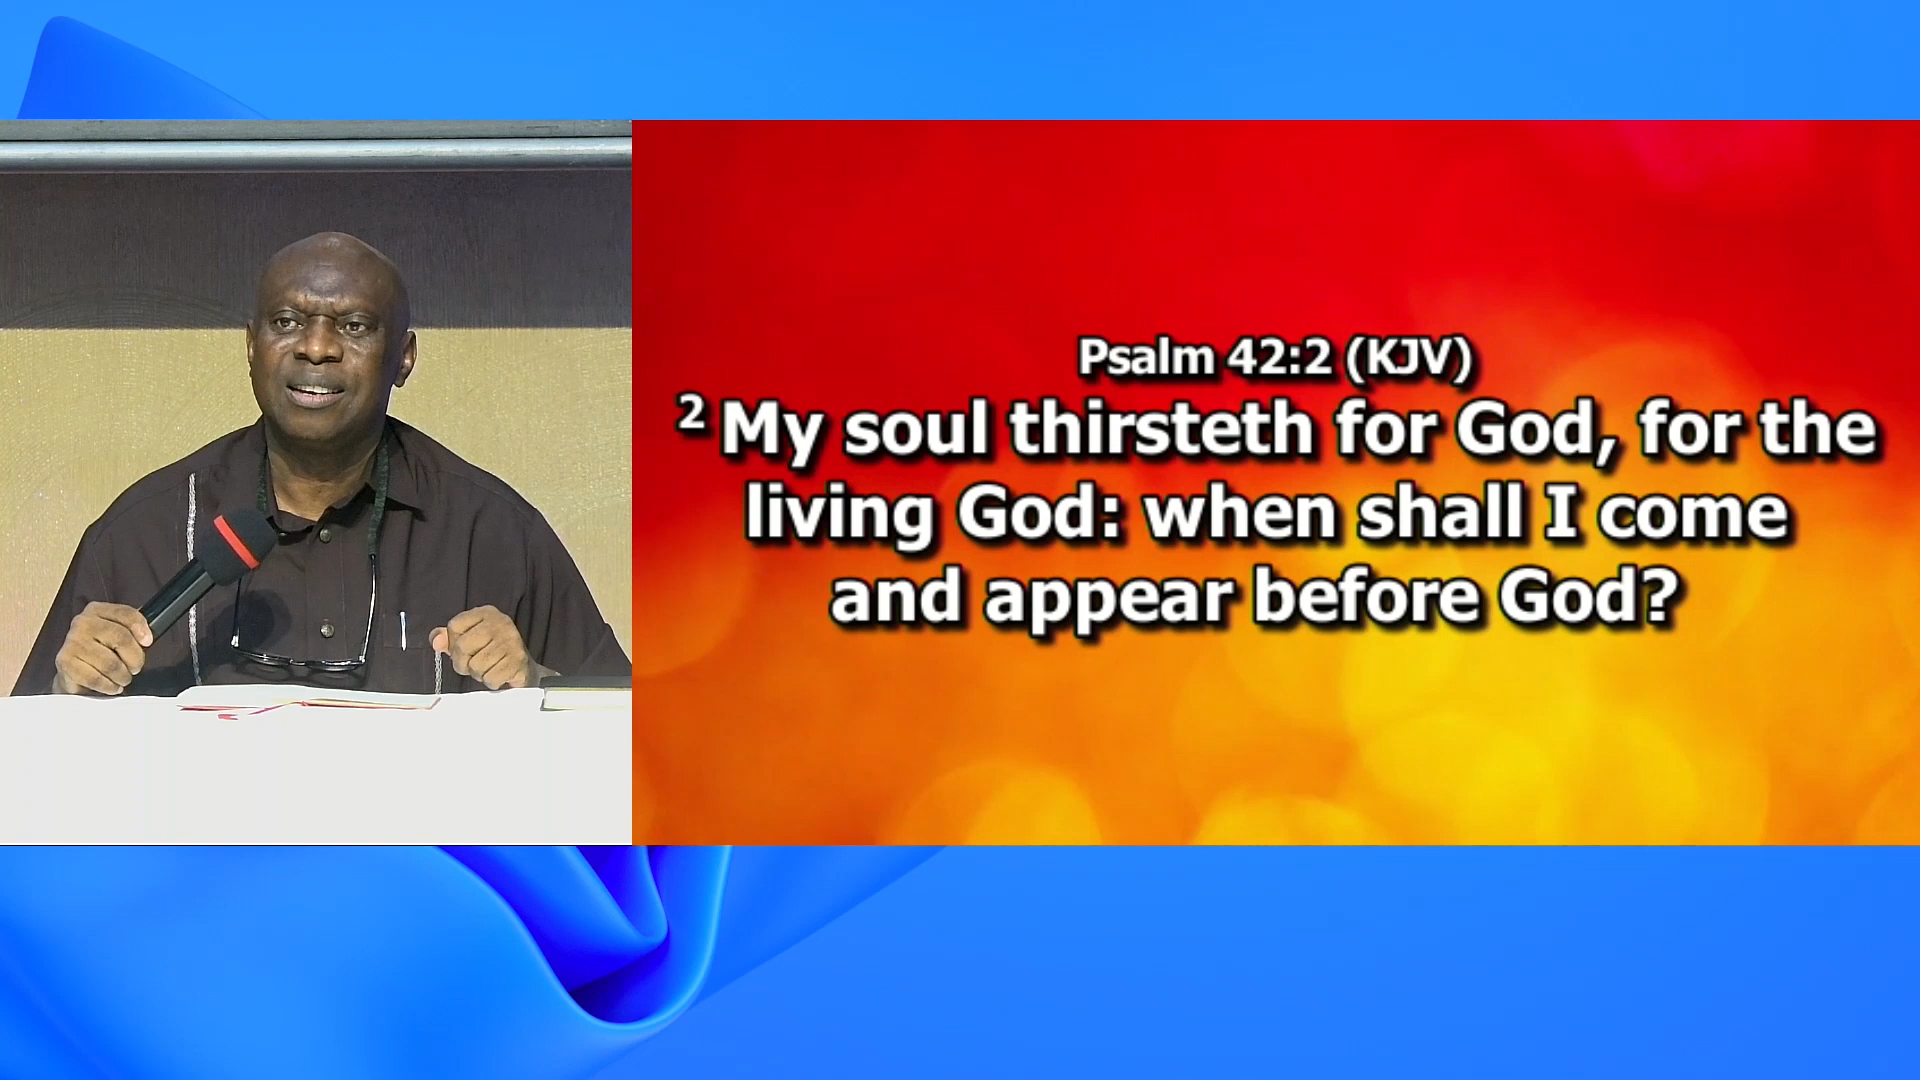 Psalm 42:2 (KJV)
2 My soul thirsteth for God, for the
living God: when shall I come
and appear before God?